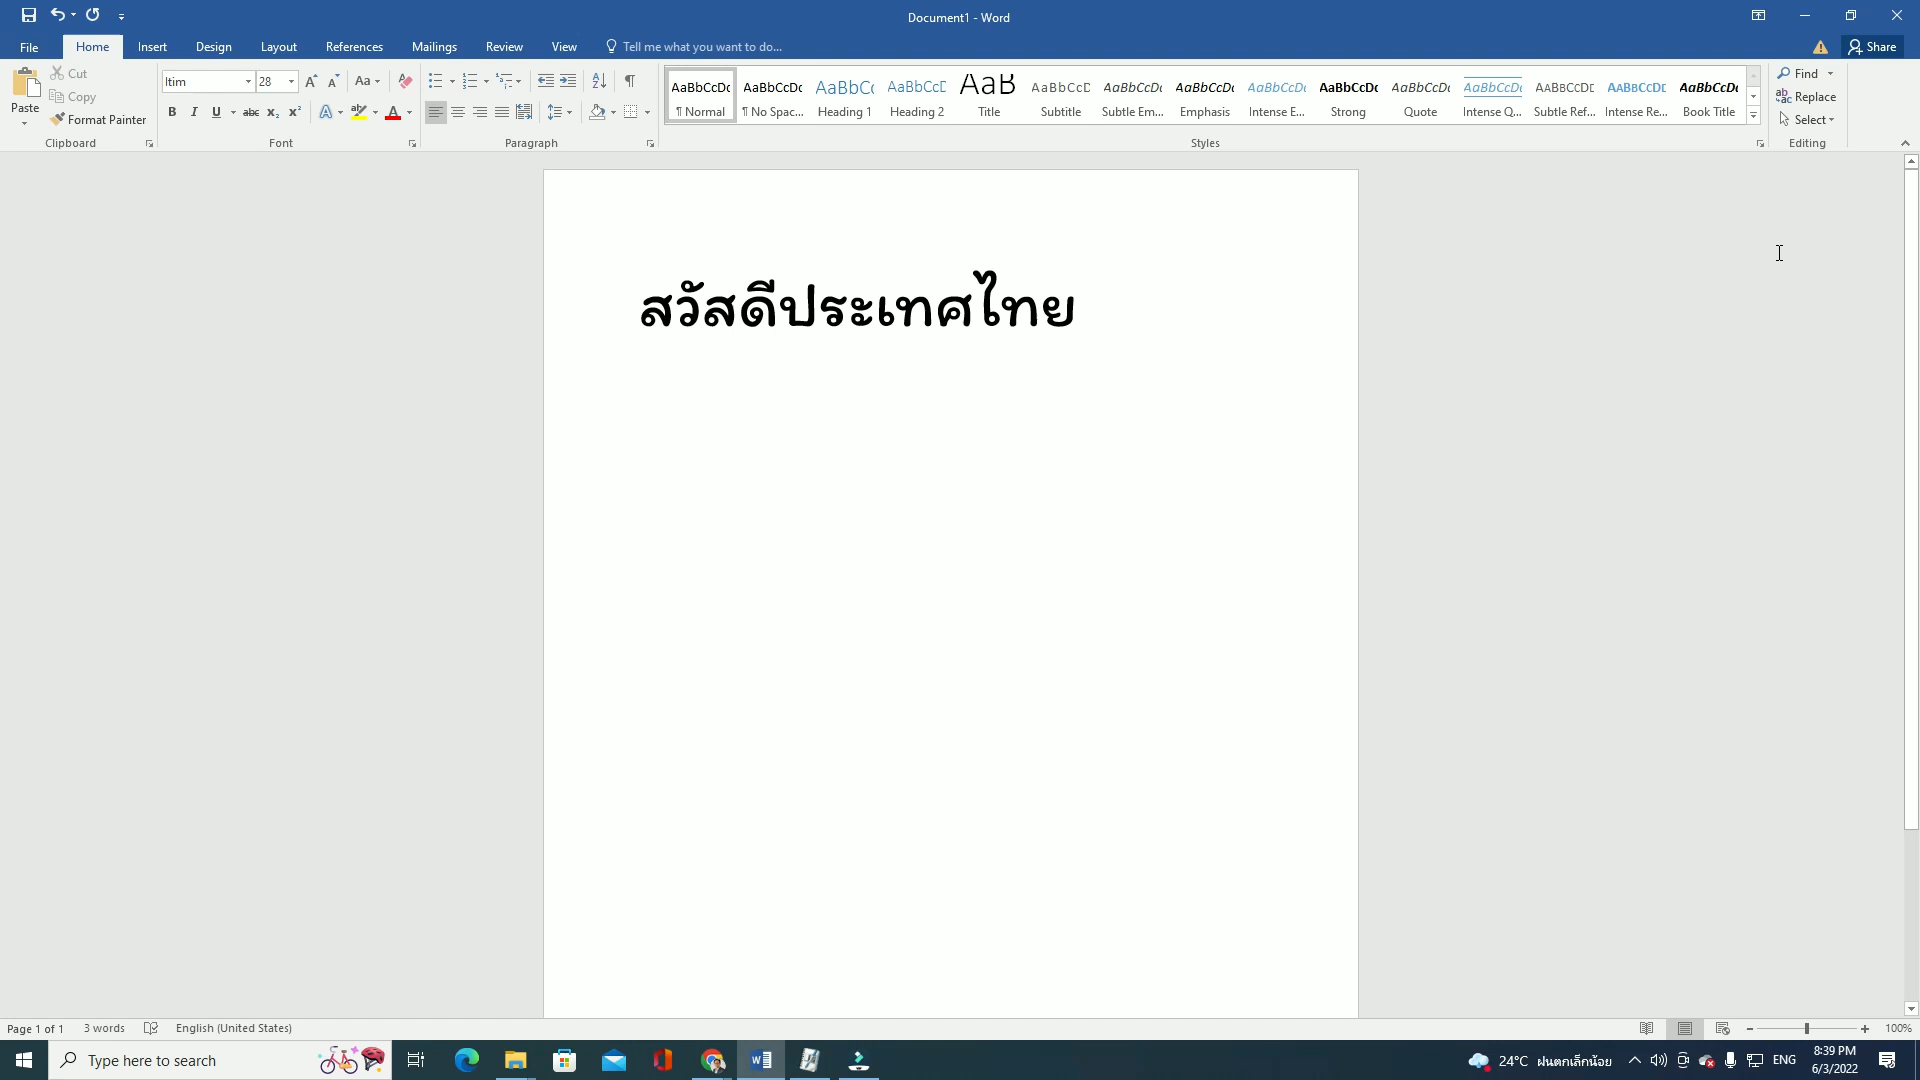 Document1 - Word
File Home Insert Design Layout References Mailings Review View Tell me what you want to do... Share
Paste Cut Copy Format Painter Clipboard
Itim 28 Font
Paragraph
AaBbCcDc AaBbCcDc AaBbC( AaBbCcE AaB AaBbCcD AaBbCcDc AaBbCcDc AaBbCcDc AaBbCcDc AaBbCcDc AaBbCcDc AABBCCDE AABBCCDE AaBbCcDc
¶ Normal ¶ No Spac... Heading 1 Heading 2 Title Subtitle Subtle Em... Emphasis Intense E... Strong Quote Intense Q... Subtle Ref... Intense Re... Book Title
Styles
Find
Replace
Select
Editing
สวัสดีประเทศไทย
Page 1 of 1 3 words English (United States) 100%
Type here to search 24°C ฝนตกเล็กน้อย ENG 8:39 PM
6/3/2022